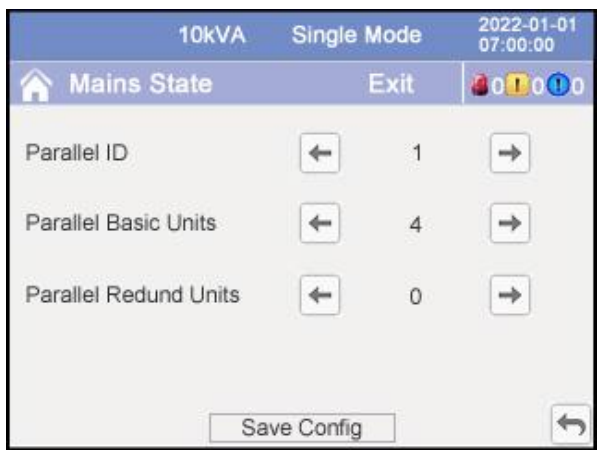 10kVA Single Mode 2022-01-01
07:00:00
Mains State Exit 0 ! 0 ! 0
Parallel ID 1
Parallel Basic Units 4
Parallel Redund Units 0
Save Config